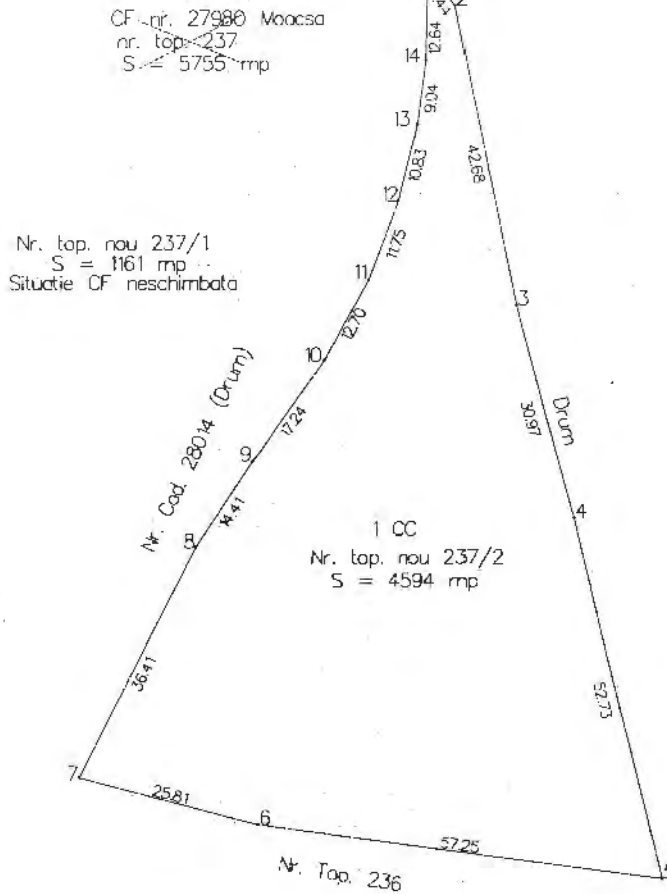 CF nr. 27980 Moacsa
nr. top. 237
S = 5755 mp
2
12.64
14
9.04
13
42.68
10.83
12
11.75
Nr. top. nou 237/1
S = 1161 mp
Situatie CF neschimbata
11
3
12.70
10
Nr. Cad. 28014 (Drum)
17.24
Drum
30.97
9
14.41
4
8
1 CC
Nr. top. nou 237/2
S = 4594 mp
36.41
52.73
7
25.81
6
57.25
Nr. Top. 236